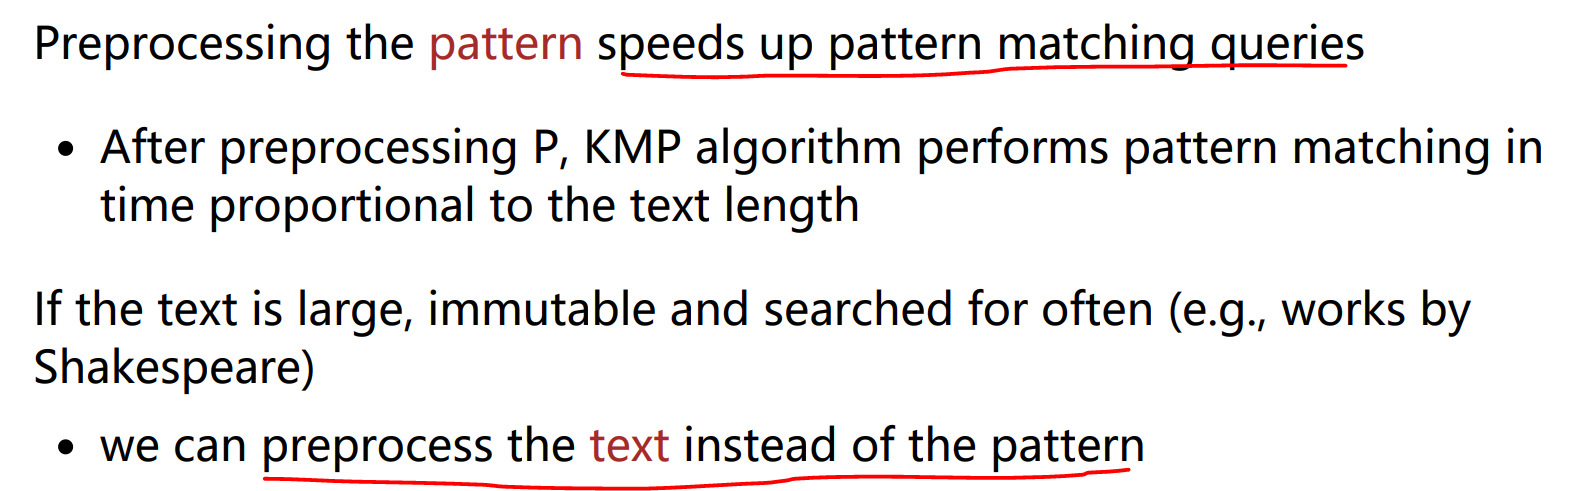 Preprocessing the pattern speeds up pattern matching queries
• After preprocessing P, KMP algorithm performs pattern matching in
time proportional to the text length
If the text is large, immutable and searched for often (e.g., works by
Shakespeare)
• we can preprocess the text instead of the pattern